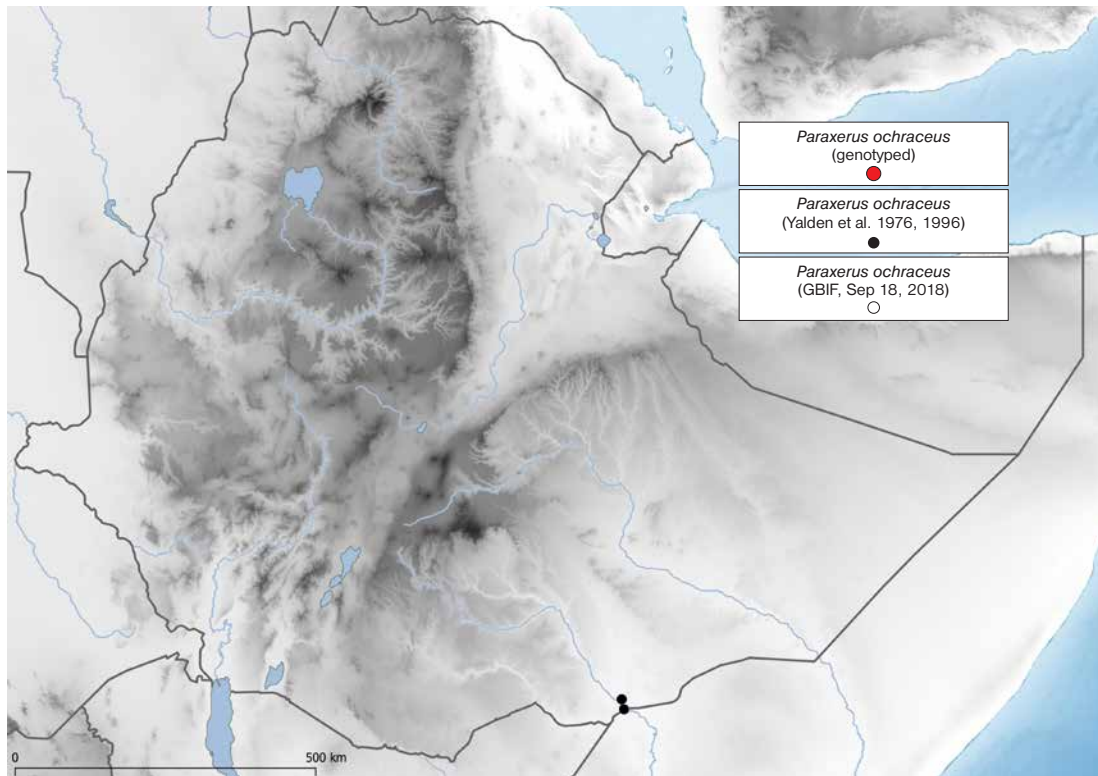 Paraxerus ochraceus
(genotyped)
Paraxerus ochraceus
(Yalden et al. 1976, 1996)
Paraxerus ochraceus
(GBIF, Sep 18, 2018)
0 500 km